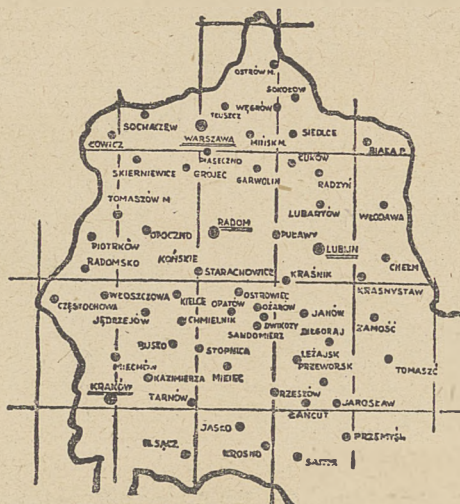 OSTRÓW M.
SOKOŁÓW
WĘGRÓW
TŁUSZCZ
SOCHACZEW
WARSZAWA
MIŃSK M.
SIEDLCE
ŁOWICZ
BIAŁA P.
PIASECZNO
ŁUKÓW
SKIERNIEWICE
GROJEC
GARWOLIN
RADZYŃ
TOMASZÓW M
LUBARTÓW
WŁODAWA
RADOM
OPOCZNO
PUŁAWY
PIOTRKÓW
LUBLIN
KOŃSKIE
CHEŁM
RADOMSKO
STARACHOWICE
KRAŚNIK
KRASNYSTAW
WŁOSZCZOWA
KIELCE
OSTROWIEC
CZĘSTOCHOWA
OPATÓW
OŻARÓW
JĘDRZEJÓW
CHMIELNIK
DWIKOZY
JANÓW
ZAMOŚĆ
SANDOMIERZ
BIŁGORAJ
BUSKO
STOPNICA
LEŻAJSK
MIECHÓW
PRZEWORSK
TOMASZÓ
KAZIMIERZA
MIELEC
KRAKÓW
TARNÓW
RZESZÓW
ŁAŃCUT
JAROSŁAW
JASŁO
PRZEMYŚL
N. SĄCZ
KROSNO
SANOK